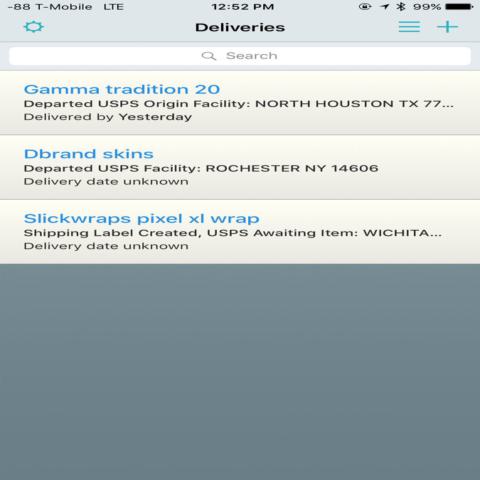 -88 T-Mobile LTE 12:52 PM 99%
Deliveries
Search
Gamma tradition 20
Departed USPS Origin Facility: NORTH HOUSTON TX 77...
Delivered by Yesterday
Dbrand skins
Departed USPS Facility: ROCHESTER NY 14606
Delivery date unknown
Slickwraps pixel xl wrap
Shipping Label Created, USPS Awaiting Item: WICHITA...
Delivery date unknown